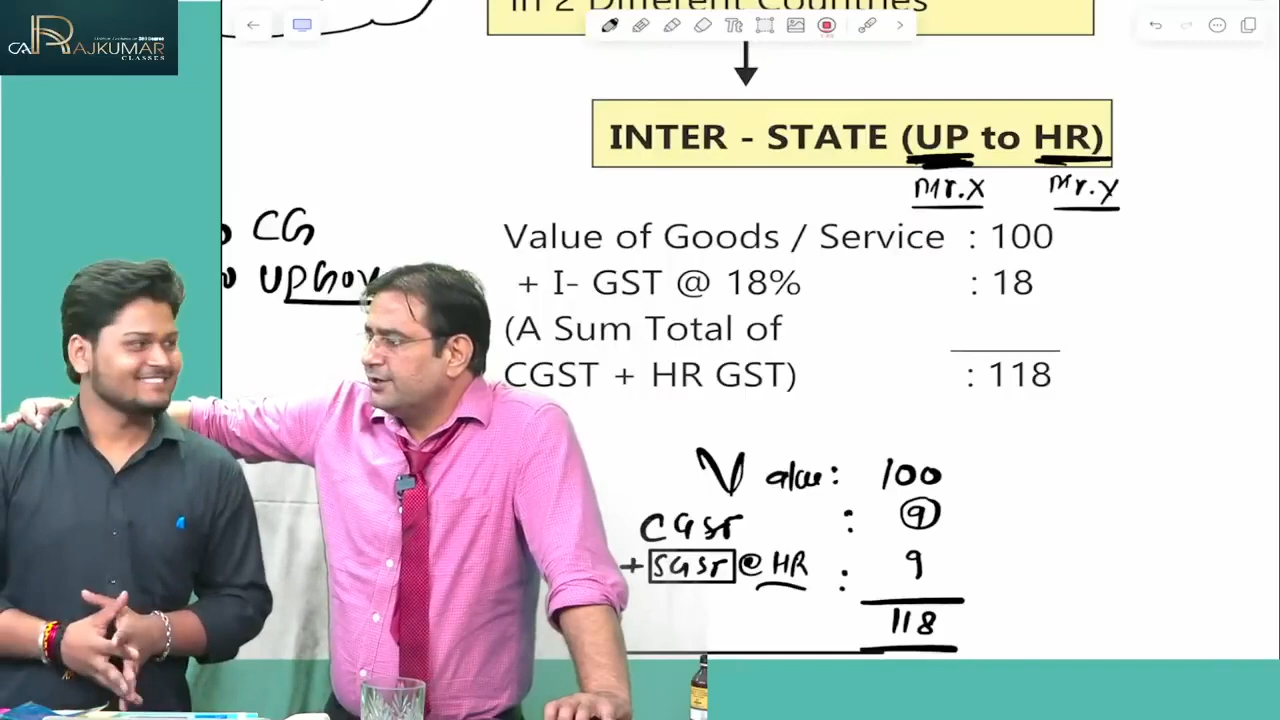 In 2 Different Countries
CA RAJKUMAR
CLASSES
Tt
INTER - STATE (UP to HR)
Mr.X Mr.Y
CG
UPGov
Value of Goods / Service : 100
+ I- GST @ 18% : 18
(A Sum Total of
CGST + HR GST) : 118
Value: 100
CGST : 9
+ SGST @ HR : 9
118